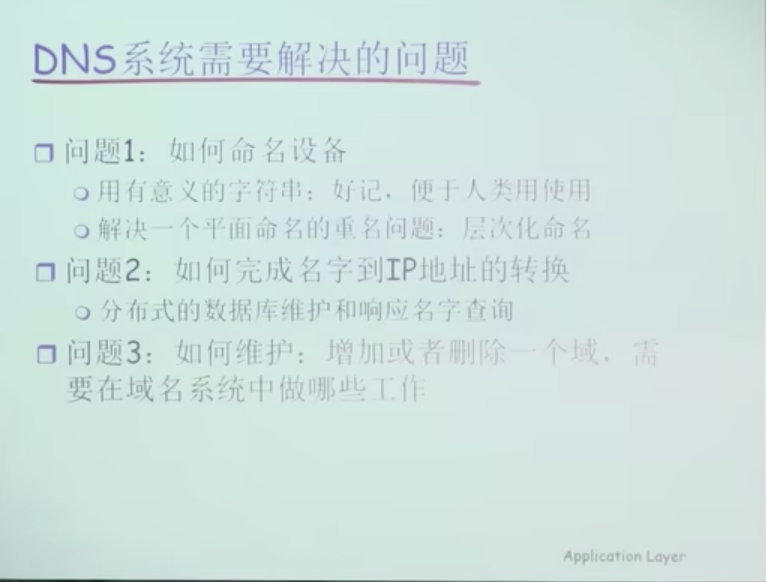 DNS系统需要解决的问题
问题1：如何命名设备
用有意义的字符串：好记，便于人类用使用
解决一个平面命名的重名问题：层次化命名
问题2：如何完成名字到IP地址的转换
分布式的数据库维护和响应名字查询
问题3：如何维护：增加或者删除一个域，需
要在域名系统中做哪些工作
Application Layer